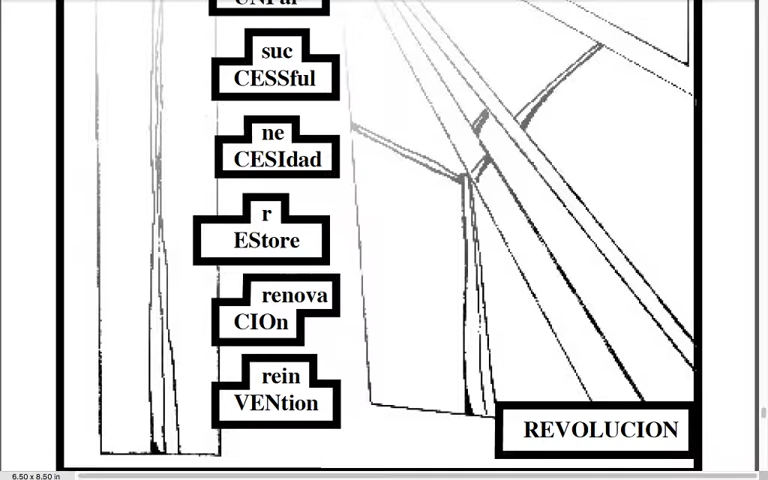 suc
CESSful
ne
CESIdad
r
EStore
renova
CIOn
rein
VENtion
REVOLUCION
6.50 x 8.50 in